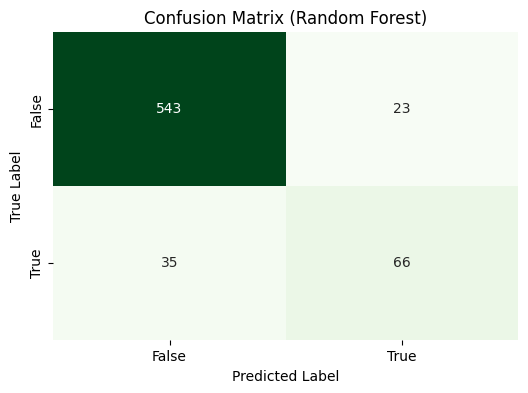 Confusion Matrix (Random Forest)
True Label
False
543
23
True
35
66
False
True
Predicted Label